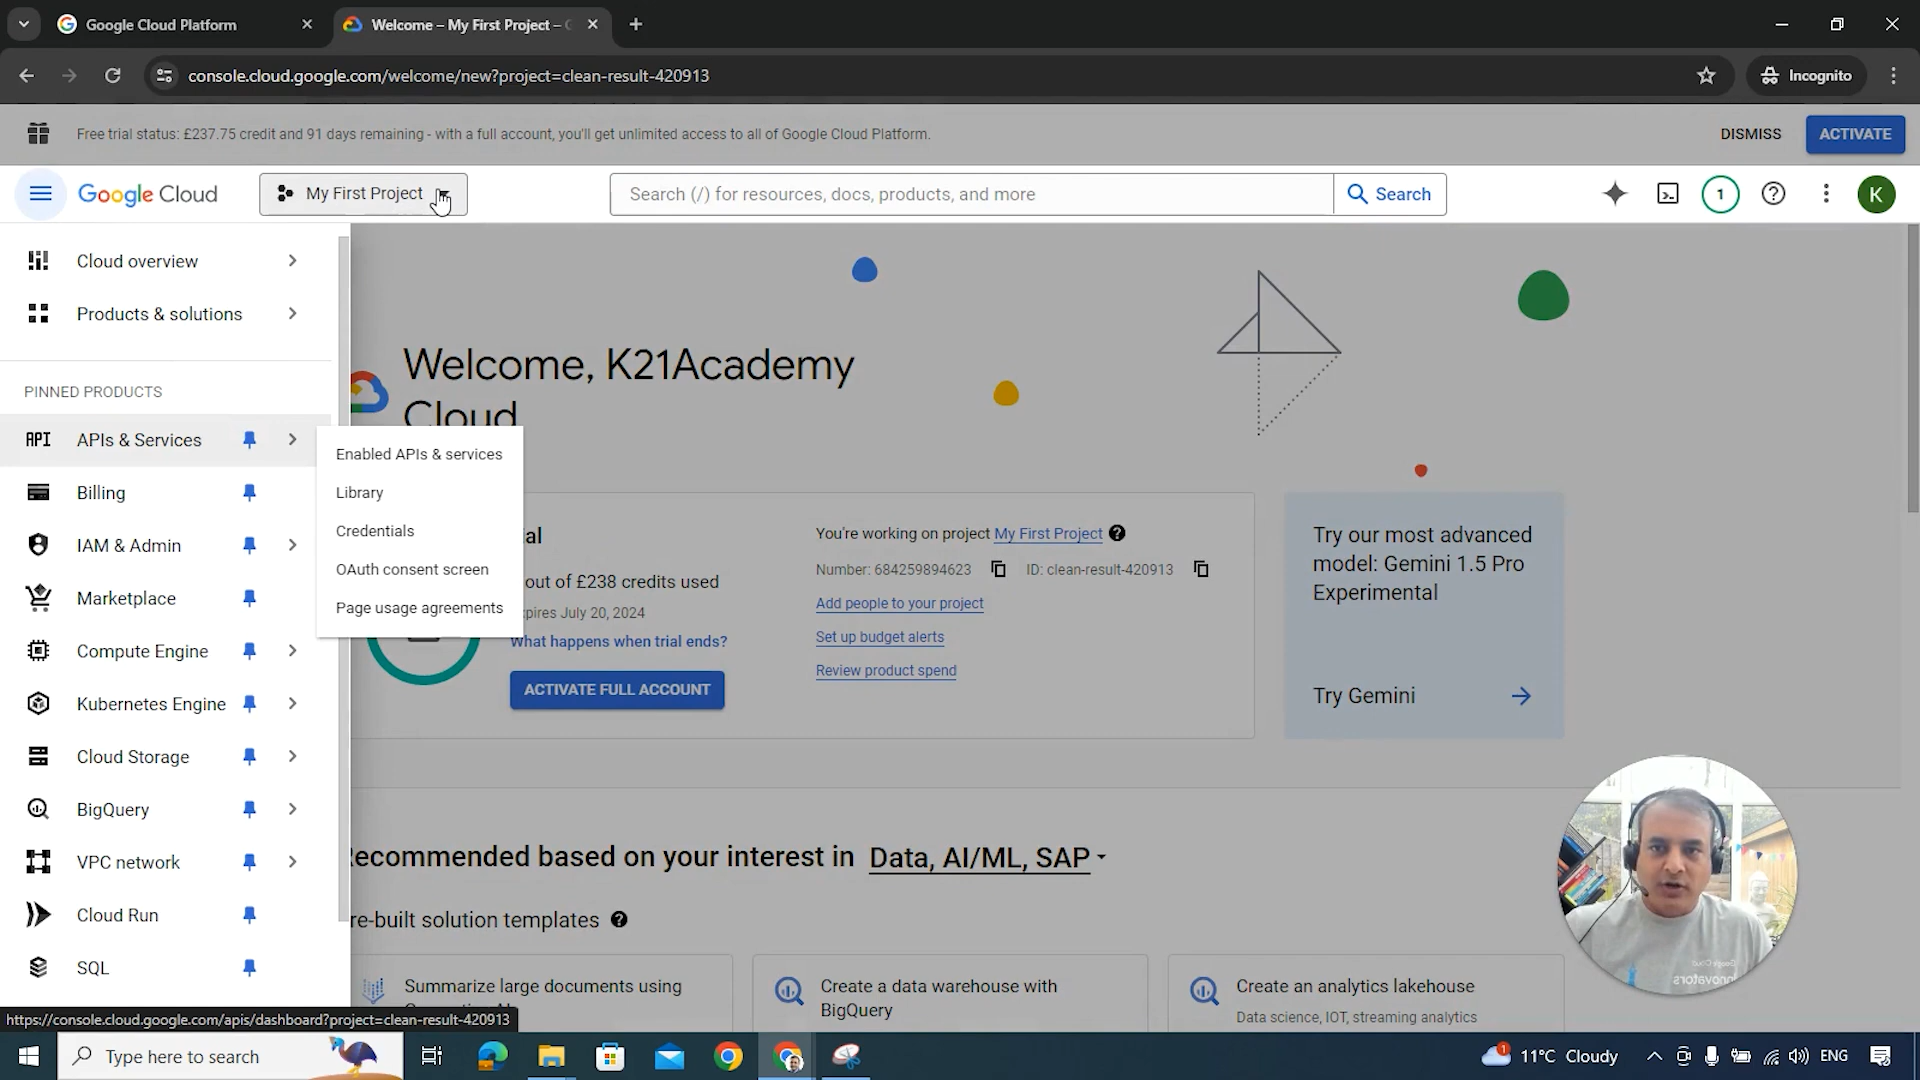 Google Cloud Platform
Welcome – My First Project –
console.cloud.google.com/welcome/new?project=clean-result-420913
Incognito
Free trial status: £237.75 credit and 91 days remaining - with a full account, you'll get unlimited access to all of Google Cloud Platform.
DISMISS
ACTIVATE
Google Cloud
My First Project
Search (/) for resources, docs, products, and more
Search
1
K
Cloud overview
Products & solutions
PINNED PRODUCTS
API
APIs & Services
Billing
IAM & Admin
Marketplace
Compute Engine
Kubernetes Engine
Cloud Storage
BigQuery
VPC network
Cloud Run
SQL
Enabled APIs & services
Library
Credentials
OAuth consent screen
Page usage agreements
Welcome, K21Academy
Cloud
al
out of £238 credits used
pires July 20, 2024
What happens when trial ends?
ACTIVATE FULL ACCOUNT
You're working on project My First Project
Number: 684259894623
ID: clean-result-420913
Add people to your project
Set up budget alerts
Review product spend
Try our most advanced
model: Gemini 1.5 Pro
Experimental
Try Gemini
Recommended based on your interest in Data, AI/ML, SAP
re-built solution templates
Summarize large documents using
Create a data warehouse with
BigQuery
Create an analytics lakehouse
Data science, IOT, streaming analytics
https://console.cloud.google.com/apis/dashboard?project=clean-result-420913
Type here to search
1
11°C Cloudy
ENG